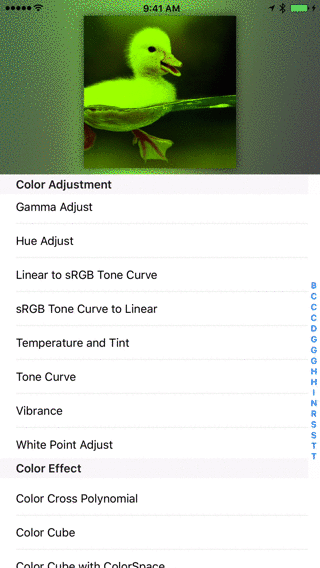 9:41 AM
Color Adjustment
Gamma Adjust
Hue Adjust
Linear to sRGB Tone Curve
sRGB Tone Curve to Linear
Temperature and Tint
Tone Curve
Vibrance
White Point Adjust
Color Effect
Color Cross Polynomial
Color Cube
Color Cube with ColorSpace
B
C
C
C
D
G
G
G
H
H
I
N
R
S
S
T
T